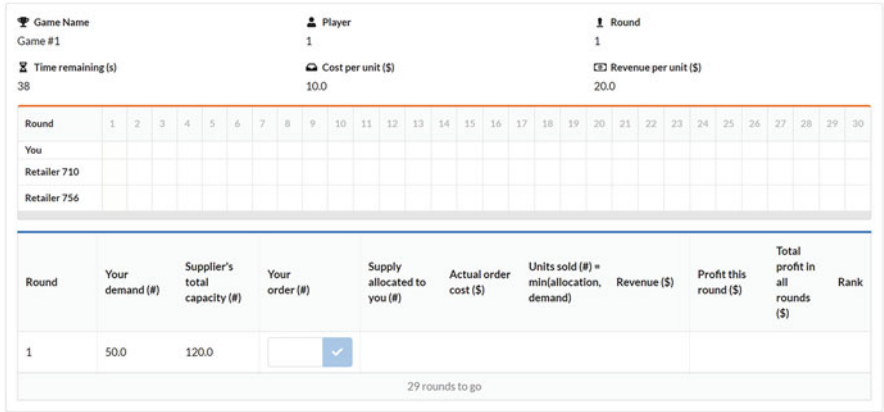 Game Name
Player
Round
Game #1
1
1
Time remaining (s)
Cost per unit ($)
Revenue per unit ($)
38
10.0
20.0
Round 1 2 3 4 5 6 7 8 9 10 11 12 13 14 15 16 17 18 19 20 21 22 23 24 25 26 27 28 29 30
You
Retailer 710
Retailer 756
Round
Your
demand (#)
Supplier's
total
capacity (#)
Your
order (#)
Supply
allocated to
you (#)
Actual order
cost ($)
Units sold (#) =
min(allocation,
demand)
Revenue ($)
Profit this
round ($)
Total
profit in
all
rounds
($)
Rank
1 50.0 120.0
29 rounds to go